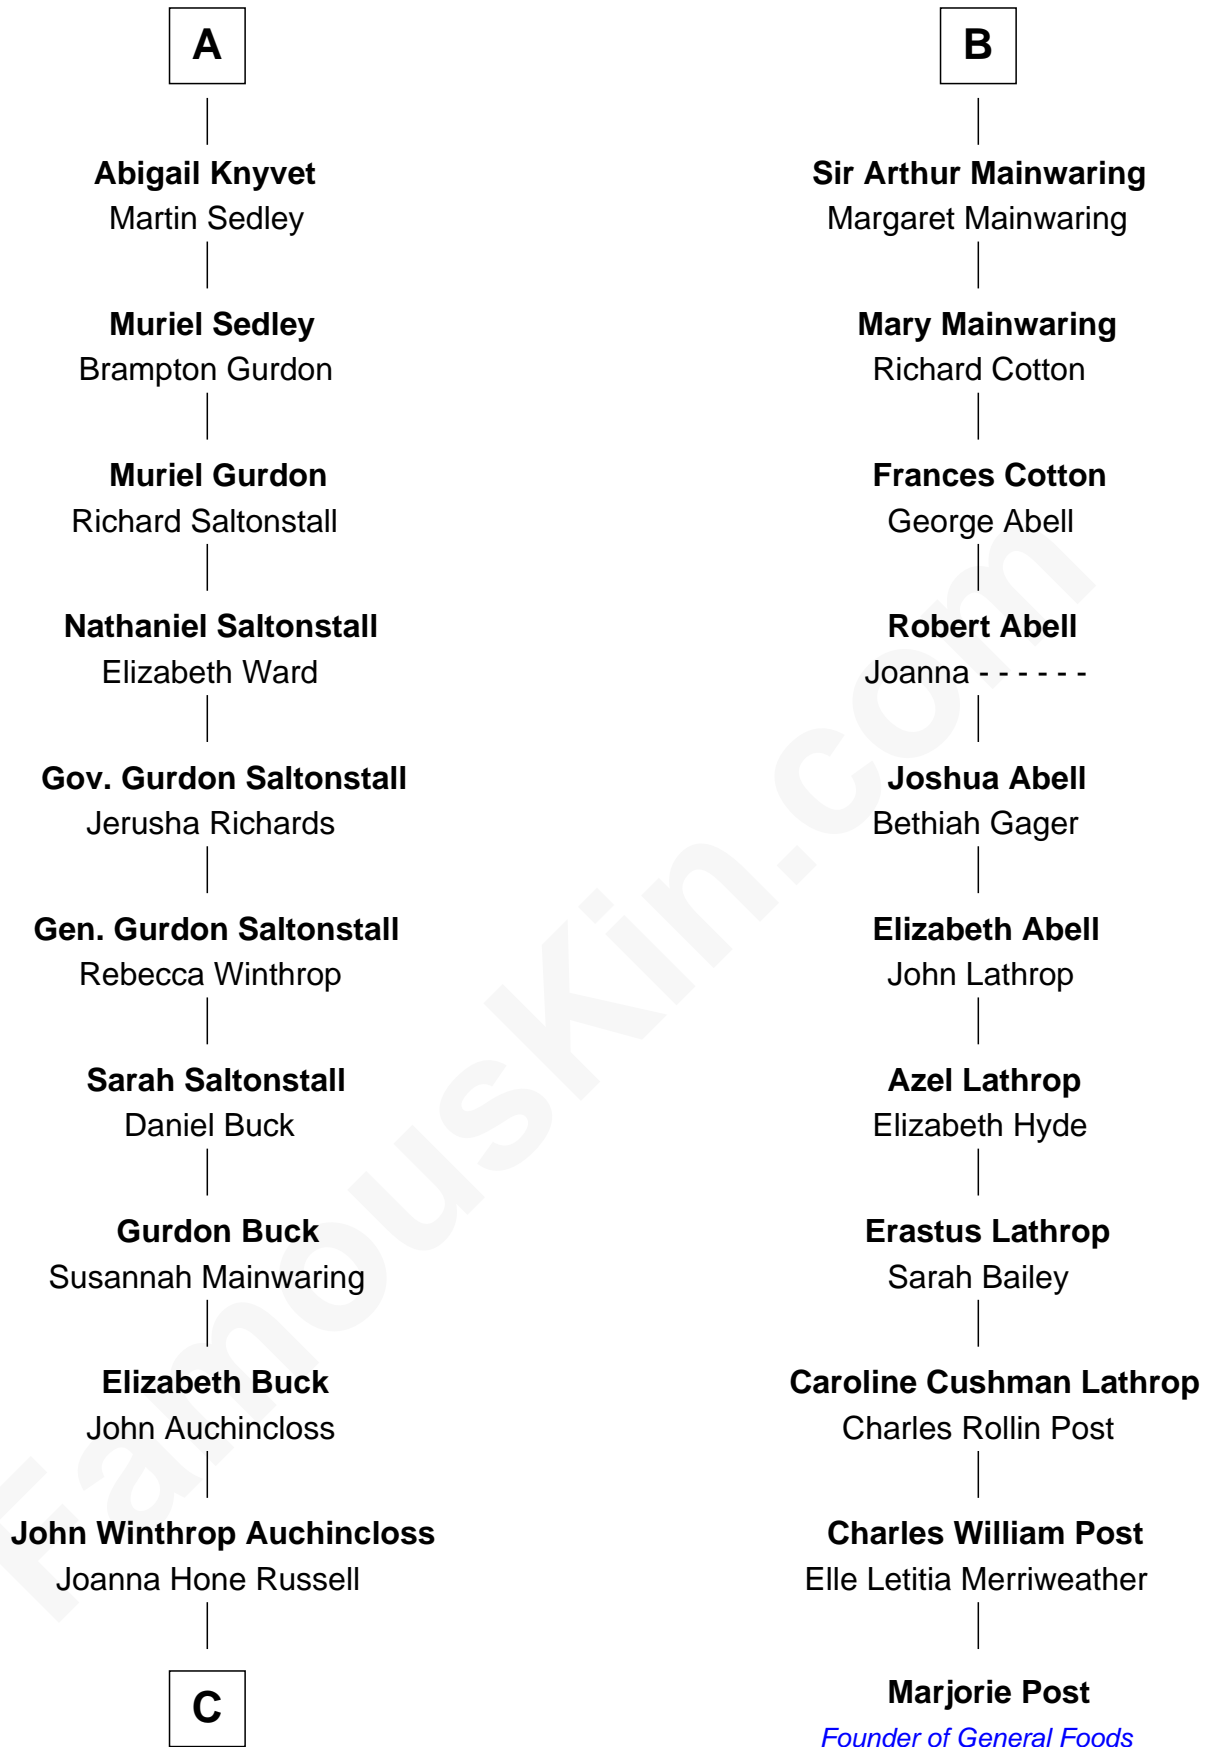 A
Abigail Knyvet
Martin Sedley
Muriel Sedley
Brampton Gurdon
Muriel Gurdon
Richard Saltonstall
Nathaniel Saltonstall
Elizabeth Ward
Gov. Gurdon Saltonstall
Jerusha Richards
Gen. Gurdon Saltonstall
Rebecca Winthrop
Sarah Saltonstall
Daniel Buck
Gurdon Buck
Susannah Mainwaring
Elizabeth Buck
John Auchincloss
John Winthrop Auchincloss
Joanna Hone Russell
C
B
Sir Arthur Mainwaring
Margaret Mainwaring
Mary Mainwaring
Richard Cotton
Frances Cotton
George Abell
Robert Abell
Joanna - - - - - -
Joshua Abell
Bethiah Gager
Elizabeth Abell
John Lathrop
Azel Lathrop
Elizabeth Hyde
Erastus Lathrop
Sarah Bailey
Caroline Cushman Lathrop
Charles Rollin Post
Charles William Post
Elle Letitia Merriweather
Marjorie Post
Founder of General Foods
FamousKin.com